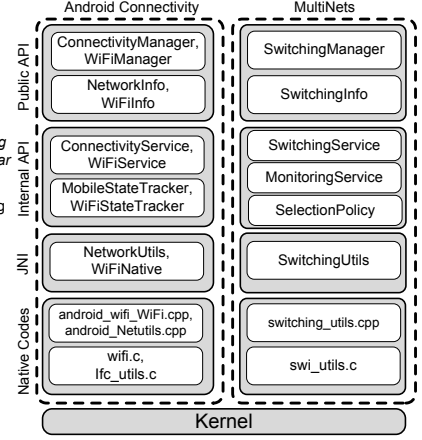 Android Connectivity
MultiNets
Public API
ConnectivityManager,
WiFiManager
NetworkInfo,
WiFiInfo
SwitchingManager
SwitchingInfo
g
ar
g
Internal API
ConnectivityService,
WiFiService
MobileStateTracker,
WiFiStateTracker
SwitchingService
MonitoringService
SelectionPolicy
JNI
NetworkUtils,
WiFiNative
SwitchingUtils
Native Codes
android_wifi_WiFi.cpp,
android_Netutils.cpp
wifi.c,
Ifc_utils.c
switching_utils.cpp
swi_utils.c
Kernel